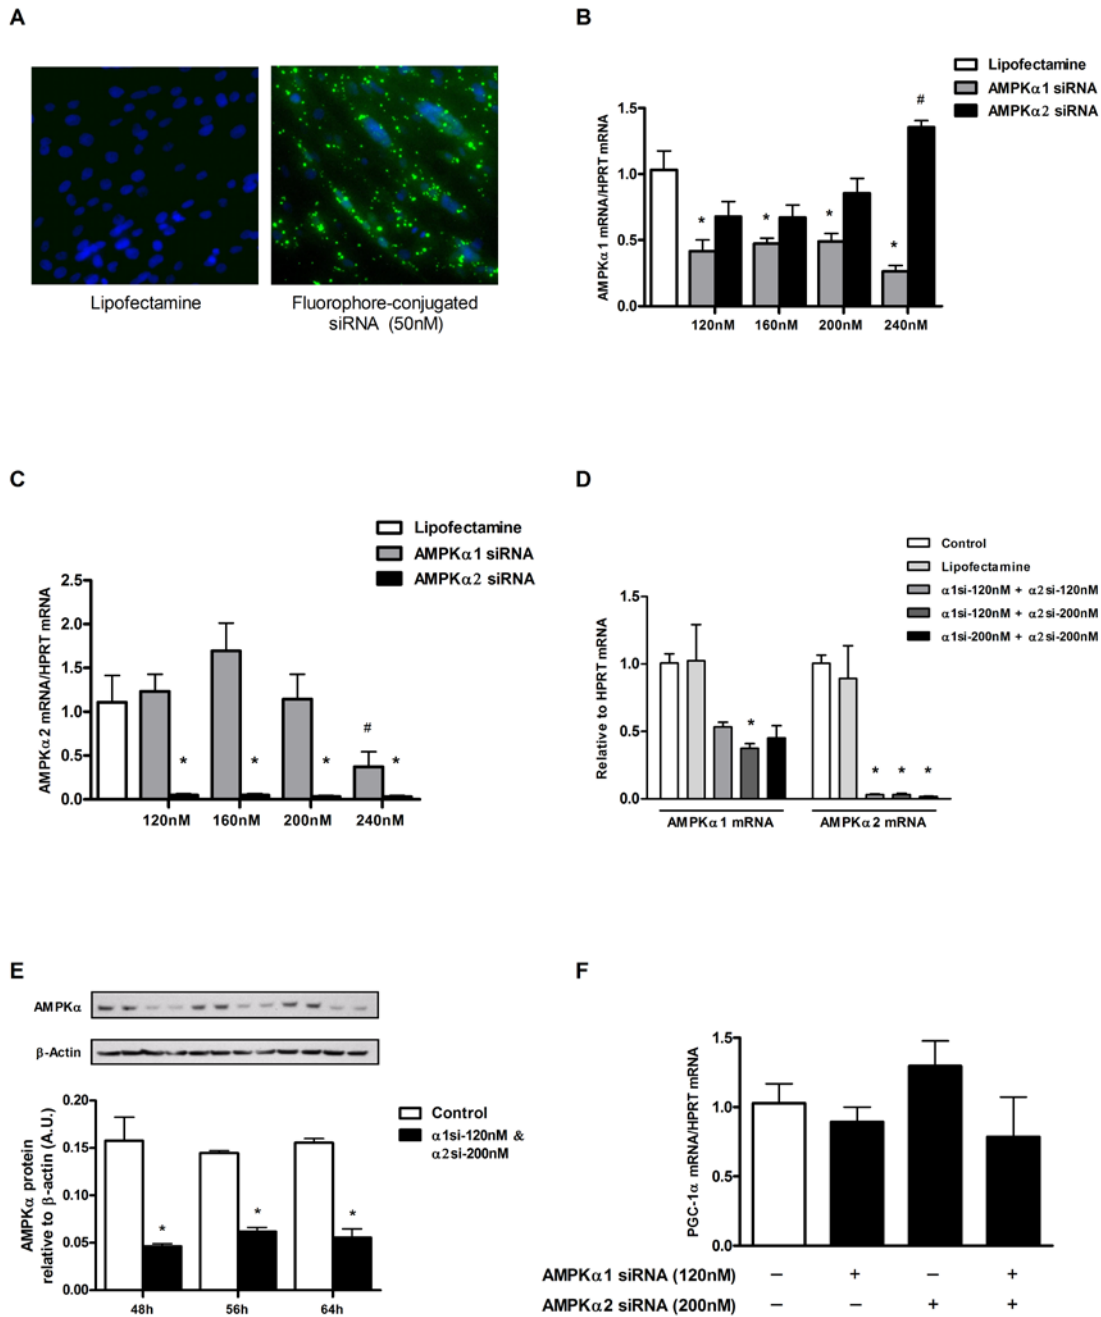 A
Lipofectamine
Fluorophore-conjugated
siRNA (50nM)
B
Lipofectamine
AMPKα1 siRNA
AMPKα2 siRNA
AMPKα1 mRNA/HPRT mRNA
1.5
1.0
0.5
0.0
* * * * #
120nM 160nM 200nM 240nM
C
Lipofectamine
AMPKα1 siRNA
AMPKα2 siRNA
AMPKα2 mRNA/HPRT mRNA
2.5
2.0
1.5
1.0
0.5
0.0
* * * # *
120nM 160nM 200nM 240nM
D
Control
Lipofectamine
α1si-120nM + α2si-120nM
α1si-120nM + α2si-200nM
α1si-200nM + α2si-200nM
Relative to HPRT mRNA
1.5
1.0
0.5
0.0
* * * *
AMPKα1 mRNA AMPKα2 mRNA
E
AMPKα
β-Actin
Control
α1si-120nM &
α2si-200nM
AMPKα protein
relative to β-actin (A.U.)
0.20
0.15
0.10
0.05
0.00
* * *
48h 56h 64h
F
PGC-1α mRNA/HPRT mRNA
1.5
1.0
0.5
0.0
AMPKα1 siRNA (120nM) − + − +
AMPKα2 siRNA (200nM) − − + +